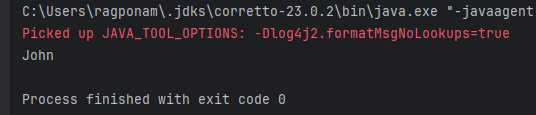 C:\Users\ragponam\.jdks\corretto-23.0.2\bin\java.exe "-javaagent
Picked up JAVA_TOOL_OPTIONS: -Dlog4j2.formatMsgNoLookups=true
John
Process finished with exit code 0